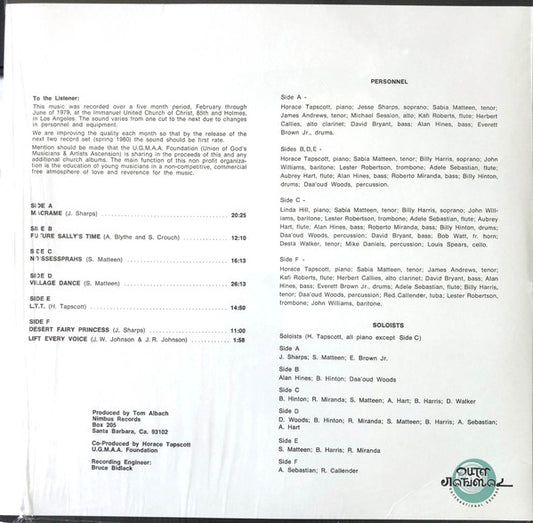 To the Listener:
This music was recorded over a five month period, February through
June of 1979, at the Immanuel United Church of Christ, 85th and Holmes,
in Los Angeles. The sound varies from one cut to the next due to changes
in personnel and equipment.
We are improving the quality each month so that by the release of the
next two record set (spring 1980) the sound should be first rate.
Mention should be made that the U.G.M.A.A. Foundation (Union of God's
Musicians & Artists Ascension) is sharing in the proceeds of this and any
additional church albums. The main function of this non profit organiza-
tion is the education of young musicians in a non-competitive, commercial
free atmosphere of love and reverence for the music.
SIDE A
MACRAME (J. Sharps) 20:25
SIDE B
FUTURE SALLY'S TIME (A. Blythe and S. Crouch) 12:10
SIDE C
NOSSESSPRAHS (S. Matteen) 16:13
SIDE D
VILLAGE DANCE (S. Matteen) 26:13
SIDE E
L.T.T. (H. Tapscott) 14:50
SIDE F
DESERT FAIRY PRINCESS (J. Sharps) 11:00
LIFT EVERY VOICE (J. W. Johnson & J. R. Johnson) 1:58
Produced by Tom Albach
Nimbus Records
Box 205
Santa Barbara, Ca. 93102
Co-Produced by Horace Tapscott
U.G.M.A.A. Foundation
Recording Engineer:
Bruce Bidlack
PERSONNEL
Side A -
Horace Tapscott, piano; Jesse Sharps, soprano; Sabia Matteen, tenor;
James Andrews, tenor; Michael Session, alto; Kafi Roberts, flute; Herbert
Callies, alto clarinet; David Bryant, bass; Alan Hines, bass; Everett
Brown Jr., drums.
Sides B,D,E -
Horace Tapscott, piano; Sabia Matteen, tenor; Billy Harris, soprano; John
Williams, baritone; Lester Robertson, trombone; Adele Sebastian, flute;
Aubrey Hart, flute; Alan Hines, bass; Roberto Miranda, bass; Billy Hinton,
drums; Daa'oud Woods, percussion.
Side C -
Linda Hill, piano; Sabia Matteen, tenor; Billy Harris, soprano; John Wil-
liams, baritone; Lester Robertson, trombone; Adele Sebastian, flute; Aubrey
Hart, flute; Alan Hines, bass; Roberto Miranda, bass; Billy Hinton, drums;
Daa'oud Woods, percussion; David Bryant, bass; Bob Watt, fr. horn;
Desta Walker, tenor; Mike Daniels, percussion; Louis Spears, cello.
Side F -
Horace Tapscott, piano; Sabia Matteen, tenor; James Andrews, tenor;
Kafi Roberts, flute; Herbert Callies, alto clarinet; David Bryant, bass; Alan
Hines, bass; Everett Brown Jr., drums; Adele Sebastian, flute; Billy Harris,
tenor; Daa'oud Woods, percussion; Red Callender, tuba; Lester Robertson,
trombone; John Williams, baritone.
SOLOISTS
Soloists (H. Tapscott, all piano except Side C)
Side A
J. Sharps; S. Matteen; E. Brown Jr.
Side B
Alan Hines; B. Hinton; Daa'oud Woods
Side C
B. Hinton; R. Miranda; S. Matteen; A. Hart; B. Harris; D. Walker
Side D
D. Woods; B. Hinton; R. Miranda; S. Matteen; B. Harris; A. Sebastian;
A. Hart
Side E
S. Matteen; B. Harris; R. Miranda
Side F
A. Sebastian; R. Callender
OUTER
NATIONAL
INTERNATIONAL SOUNDS